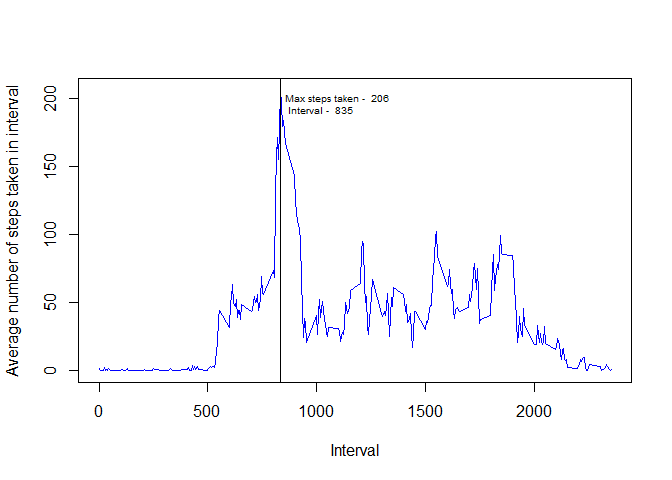 Max steps taken - 206
Interval - 835
Average number of steps taken in interval
200
150
100
50
0
0 500 1000 1500 2000
Interval